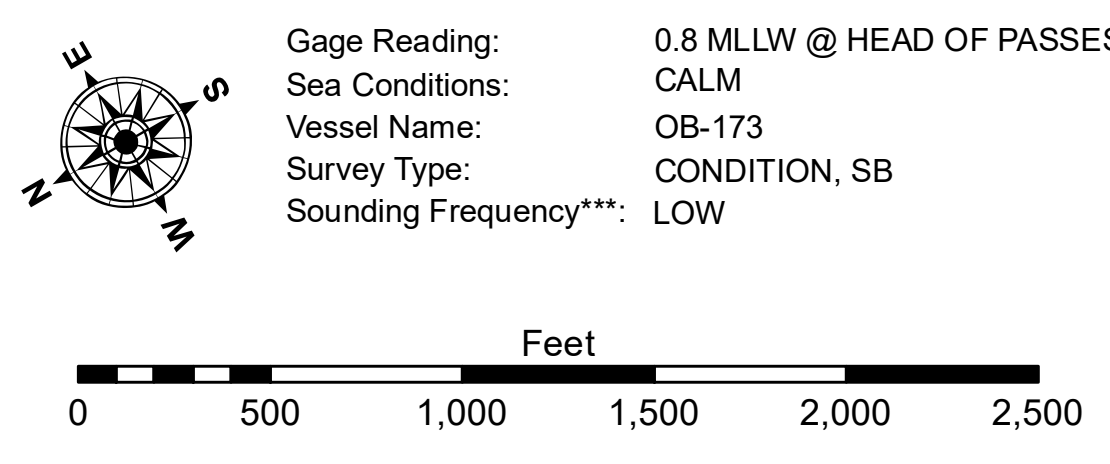 E
S
N
W
Gage Reading: 0.8 MLLW @ HEAD OF PASSES
Sea Conditions: CALM
Vessel Name: OB-173
Survey Type: CONDITION, SB
Sounding Frequency***: LOW
Feet
0 500 1,000 1,500 2,000 2,500